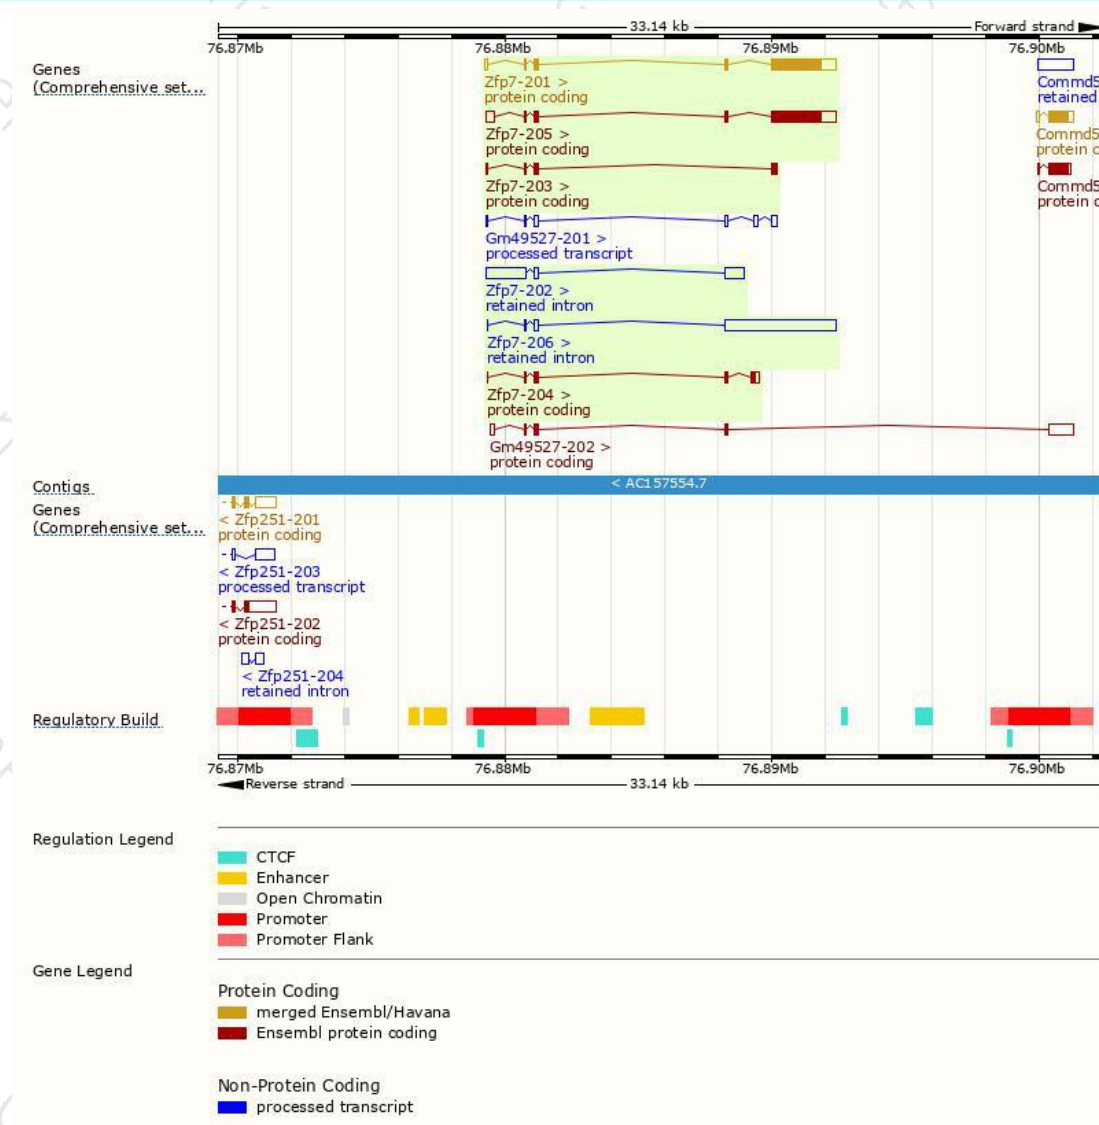 33.14 kb
Forward strand
76.87Mb 76.88Mb 76.89Mb 76.90Mb
Genes
(Comprehensive set...
Zfp7-201 >
protein coding
Commd5
retained
Zfp7-205 >
protein coding
Commd5
protein c
Zfp7-203 >
protein coding
Commd5
protein c
Gm49527-201 >
processed transcript
Zfp7-202 >
retained intron
Zfp7-206 >
retained intron
Zfp7-204 >
protein coding
Gm49527-202 >
protein coding
Contigs
< AC157554.7
Genes
(Comprehensive set...
< Zfp251-201
protein coding
< Zfp251-203
processed transcript
< Zfp251-202
protein coding
< Zfp251-204
retained intron
Regulatory Build
76.87Mb 76.88Mb 76.89Mb 76.90Mb
Reverse strand
33.14 kb
Regulation Legend
CTCF
Enhancer
Open Chromatin
Promoter
Promoter Flank
Gene Legend
Protein Coding
merged Ensembl/Havana
Ensembl protein coding
Non-Protein Coding
processed transcript